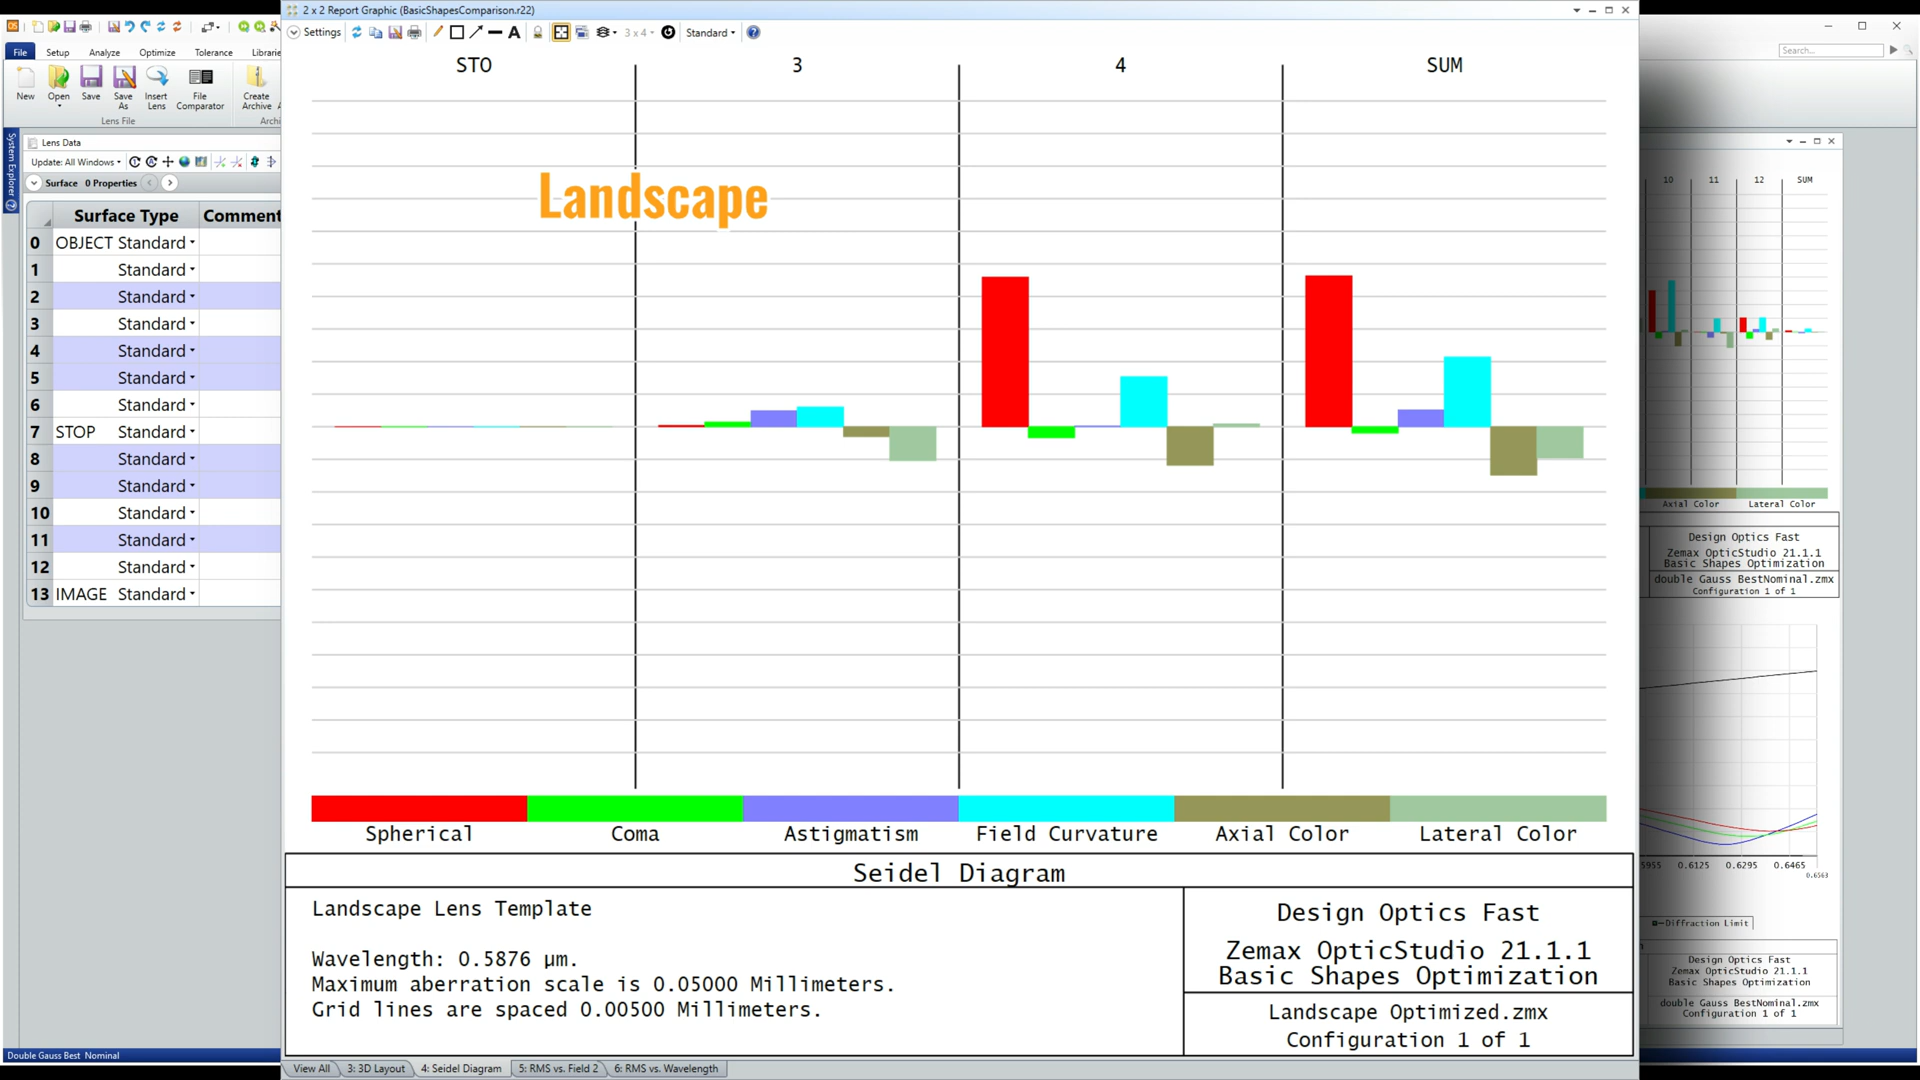 2 x 2 Report Graphic (BasicShapesComparison.r22)
Settings
3 x 4
Standard
File
Setup
Analyze
Optimize
Tolerance
Search...
New
Open
Save
Save As
Insert Lens
File Comparator
Create Archive
Lens File
System Explorer
Lens Data
Update: All Windows
Surface 0 Properties
Surface Type
Comment
0 OBJECT Standard
1 Standard
2 Standard
3 Standard
4 Standard
5 Standard
6 Standard
7 STOP Standard
8 Standard
9 Standard
10 Standard
11 Standard
12 Standard
13 IMAGE Standard
STO
3
4
SUM
Landscape
Spherical
Coma
Astigmatism
Field Curvature
Axial Color
Lateral Color
Seidel Diagram
Landscape Lens Template
Wavelength: 0.5876 µm.
Maximum aberration scale is 0.05000 Millimeters.
Grid lines are spaced 0.00500 Millimeters.
Design Optics Fast
Zemax OpticStudio 21.1.1
Basic Shapes Optimization
Landscape Optimized.zmx
Configuration 1 of 1
View All
3: 3D Layout
4: Seidel Diagram
5: RMS vs. Field 2
6: RMS vs. Wavelength
10
11
12
SUM
Axial Color
Lateral Color
Design Optics Fast
Zemax OpticStudio 21.1.1
Basic Shapes Optimization
double Gauss BestNominal.zmx
Configuration 1 of 1
0.6125
0.6295
0.6465
0.6563
Diffraction Limit
Design Optics Fast
Zemax OpticStudio 21.1.1
Basic Shapes Optimization
double Gauss BestNominal.zmx
Configuration 1 of 1
Double Gauss Best Nominal